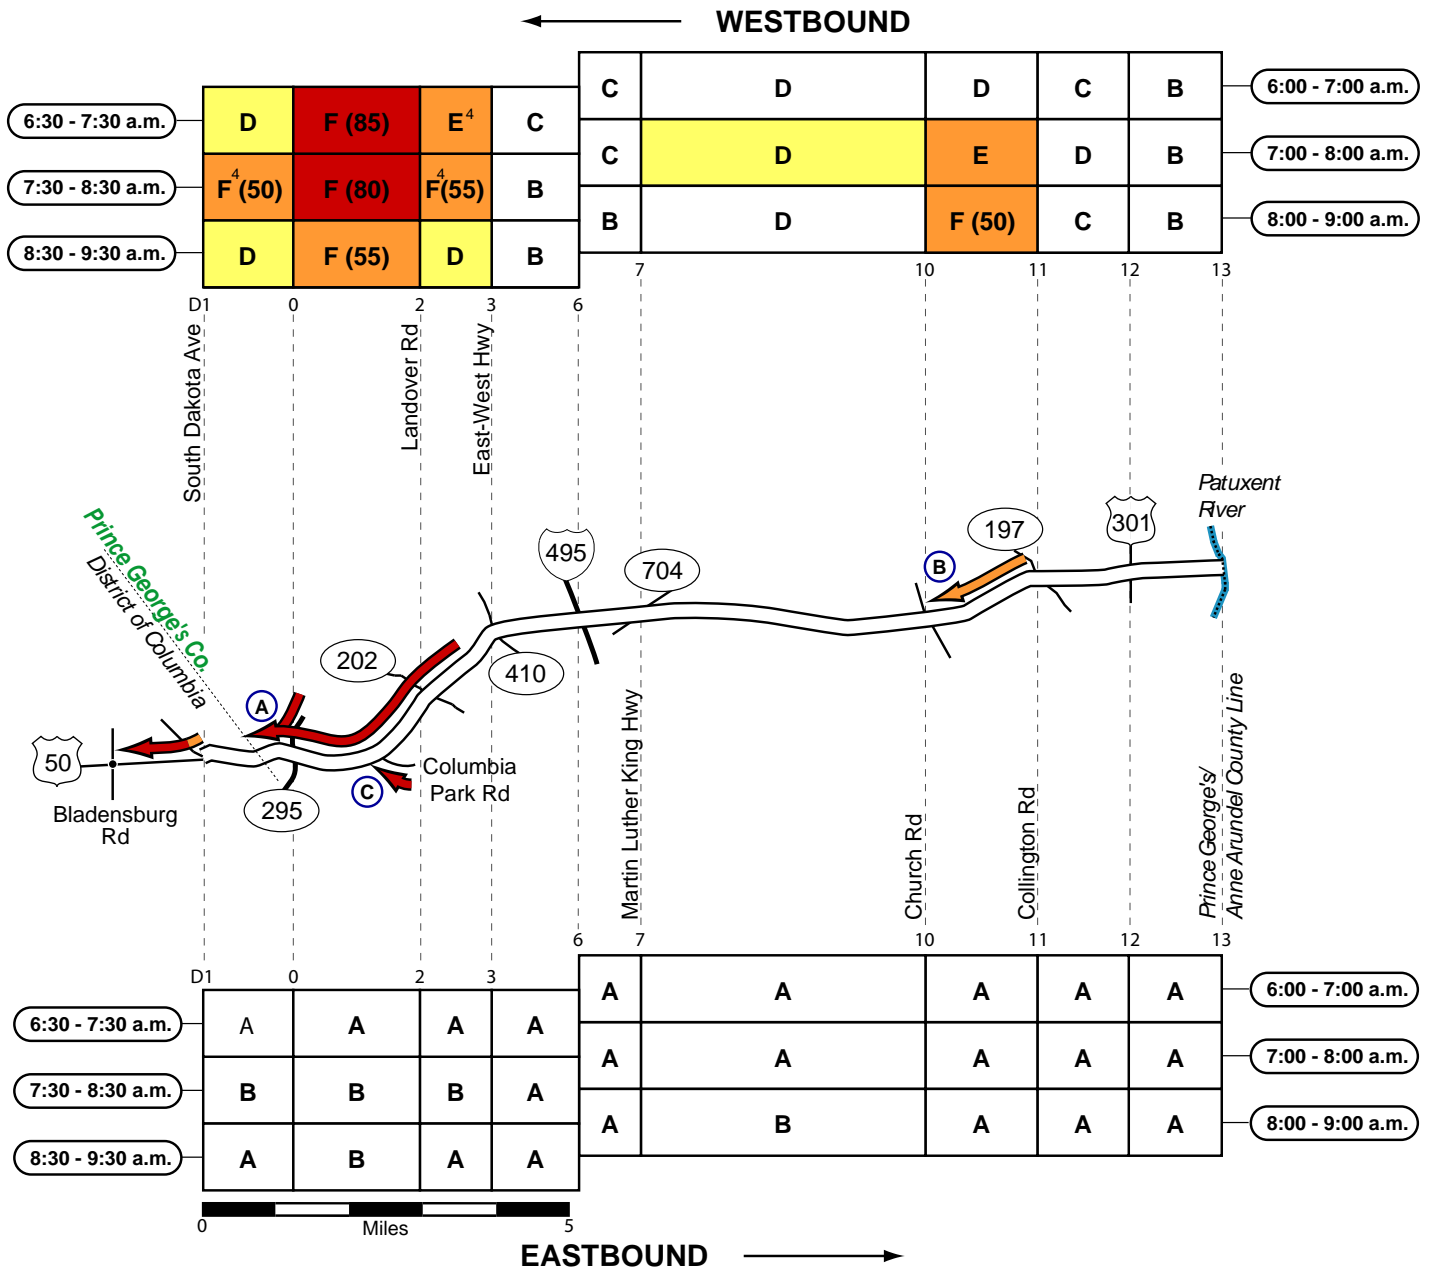 WESTBOUND
C D D C B 6:00 - 7:00 a.m.
6:30 - 7:30 a.m. D F (85) E4 C
C D E D B 7:00 - 8:00 a.m.
7:30 - 8:30 a.m. F4(50) F (80) F4(55) B
B D F (50) C B 8:00 - 9:00 a.m.
8:30 - 9:30 a.m. D F (55) D B
7 10 11 12 13
D1 0 2 3 6
South Dakota Ave
Landover Rd
East-West Hwy
Patuxent
River
Prince George's Co.
District of Columbia
495
704
B
197
301
202
410
A
50
Bladensburg
Rd
295
C
Columbia
Park Rd
Martin Luther King Hwy
Church Rd
Collington Rd
Prince George's/
Anne Arundel County Line
6 7 10 11 12 13
D1 0 2 3
A A A A A 6:00 - 7:00 a.m.
6:30 - 7:30 a.m. A A A A
A A A A A 7:00 - 8:00 a.m.
7:30 - 8:30 a.m. B B B A
A B A A A 8:00 - 9:00 a.m.
8:30 - 9:30 a.m. A B A A
0 Miles 5
EASTBOUND